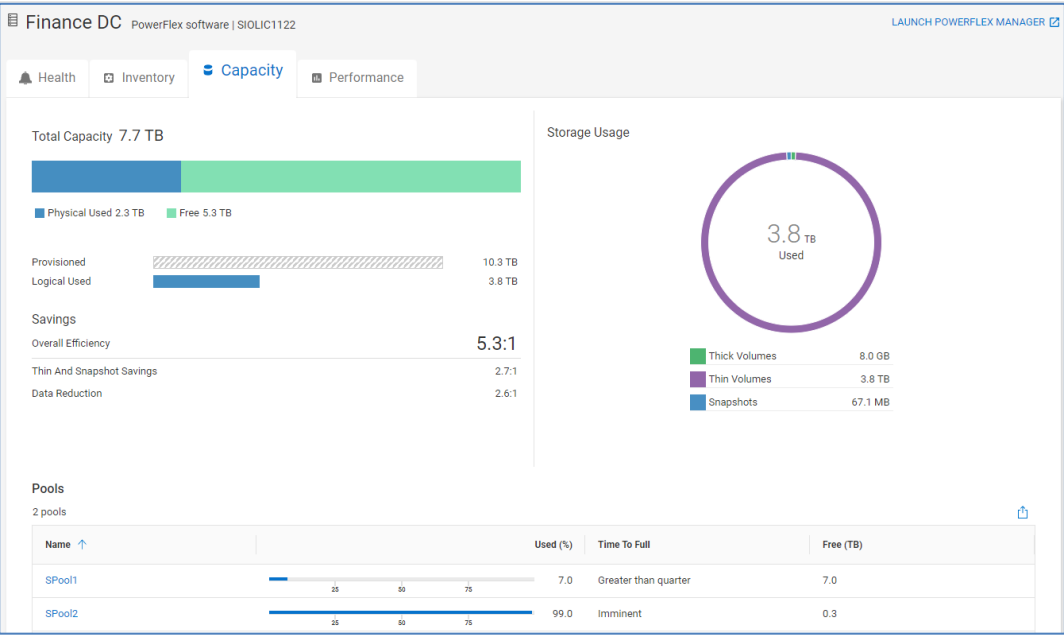 Finance DC PowerFlex software | SIOLIC1122
LAUNCH POWERFLEX MANAGER
Health
Inventory
Capacity
Performance
Total Capacity 7.7 TB
Physical Used 2.3 TB
Free 5.3 TB
Provisioned 10.3 TB
Logical Used 3.8 TB
Savings
Overall Efficiency 5.3:1
Thin And Snapshot Savings 2.7:1
Data Reduction 2.6:1
Storage Usage
3.8 TB
Used
Thick Volumes 8.0 GB
Thin Volumes 3.8 TB
Snapshots 67.1 MB
Pools
2 pools
Name Used (%) Time To Full Free (TB)
SPool1 7.0 Greater than quarter 7.0
25 50 75
SPool2 99.0 Imminent 0.3
25 50 75